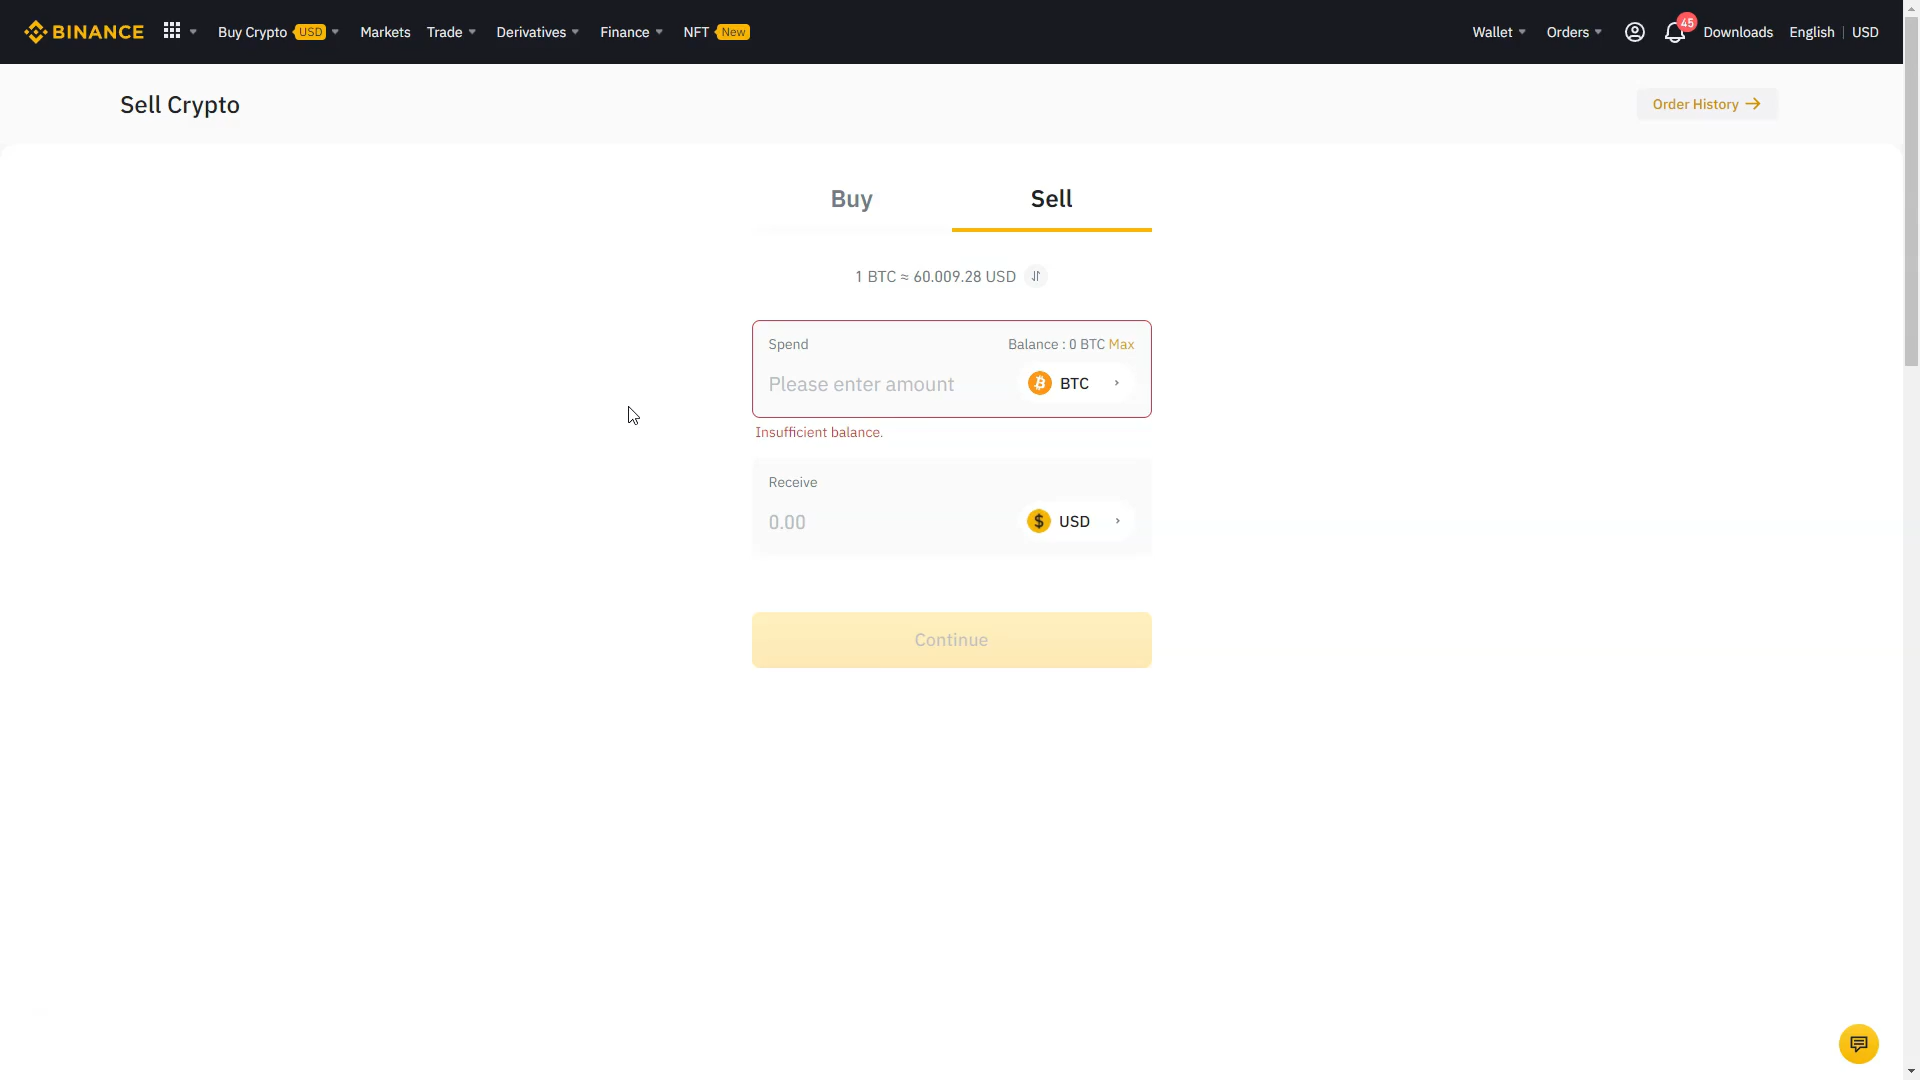 BINANCE
Buy Crypto USD
Markets
Trade
Derivatives
Finance
NFT New
Wallet
Orders
45
Downloads
English
USD
Sell Crypto
Order History
Buy
Sell
1 BTC ≈ 60.009.28 USD
Spend
Balance : 0 BTC Max
Please enter amount
BTC
Insufficient balance.
Receive
0.00
$ USD
Continue